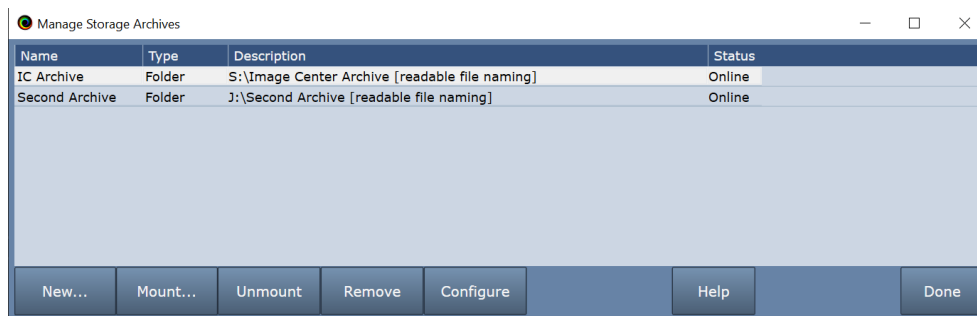 Manage Storage Archives
Name Type Description Status
IC Archive Folder S:\Image Center Archive [readable file naming] Online
Second Archive Folder J:\Second Archive [readable file naming] Online
New... Mount... Unmount Remove Configure Help Done